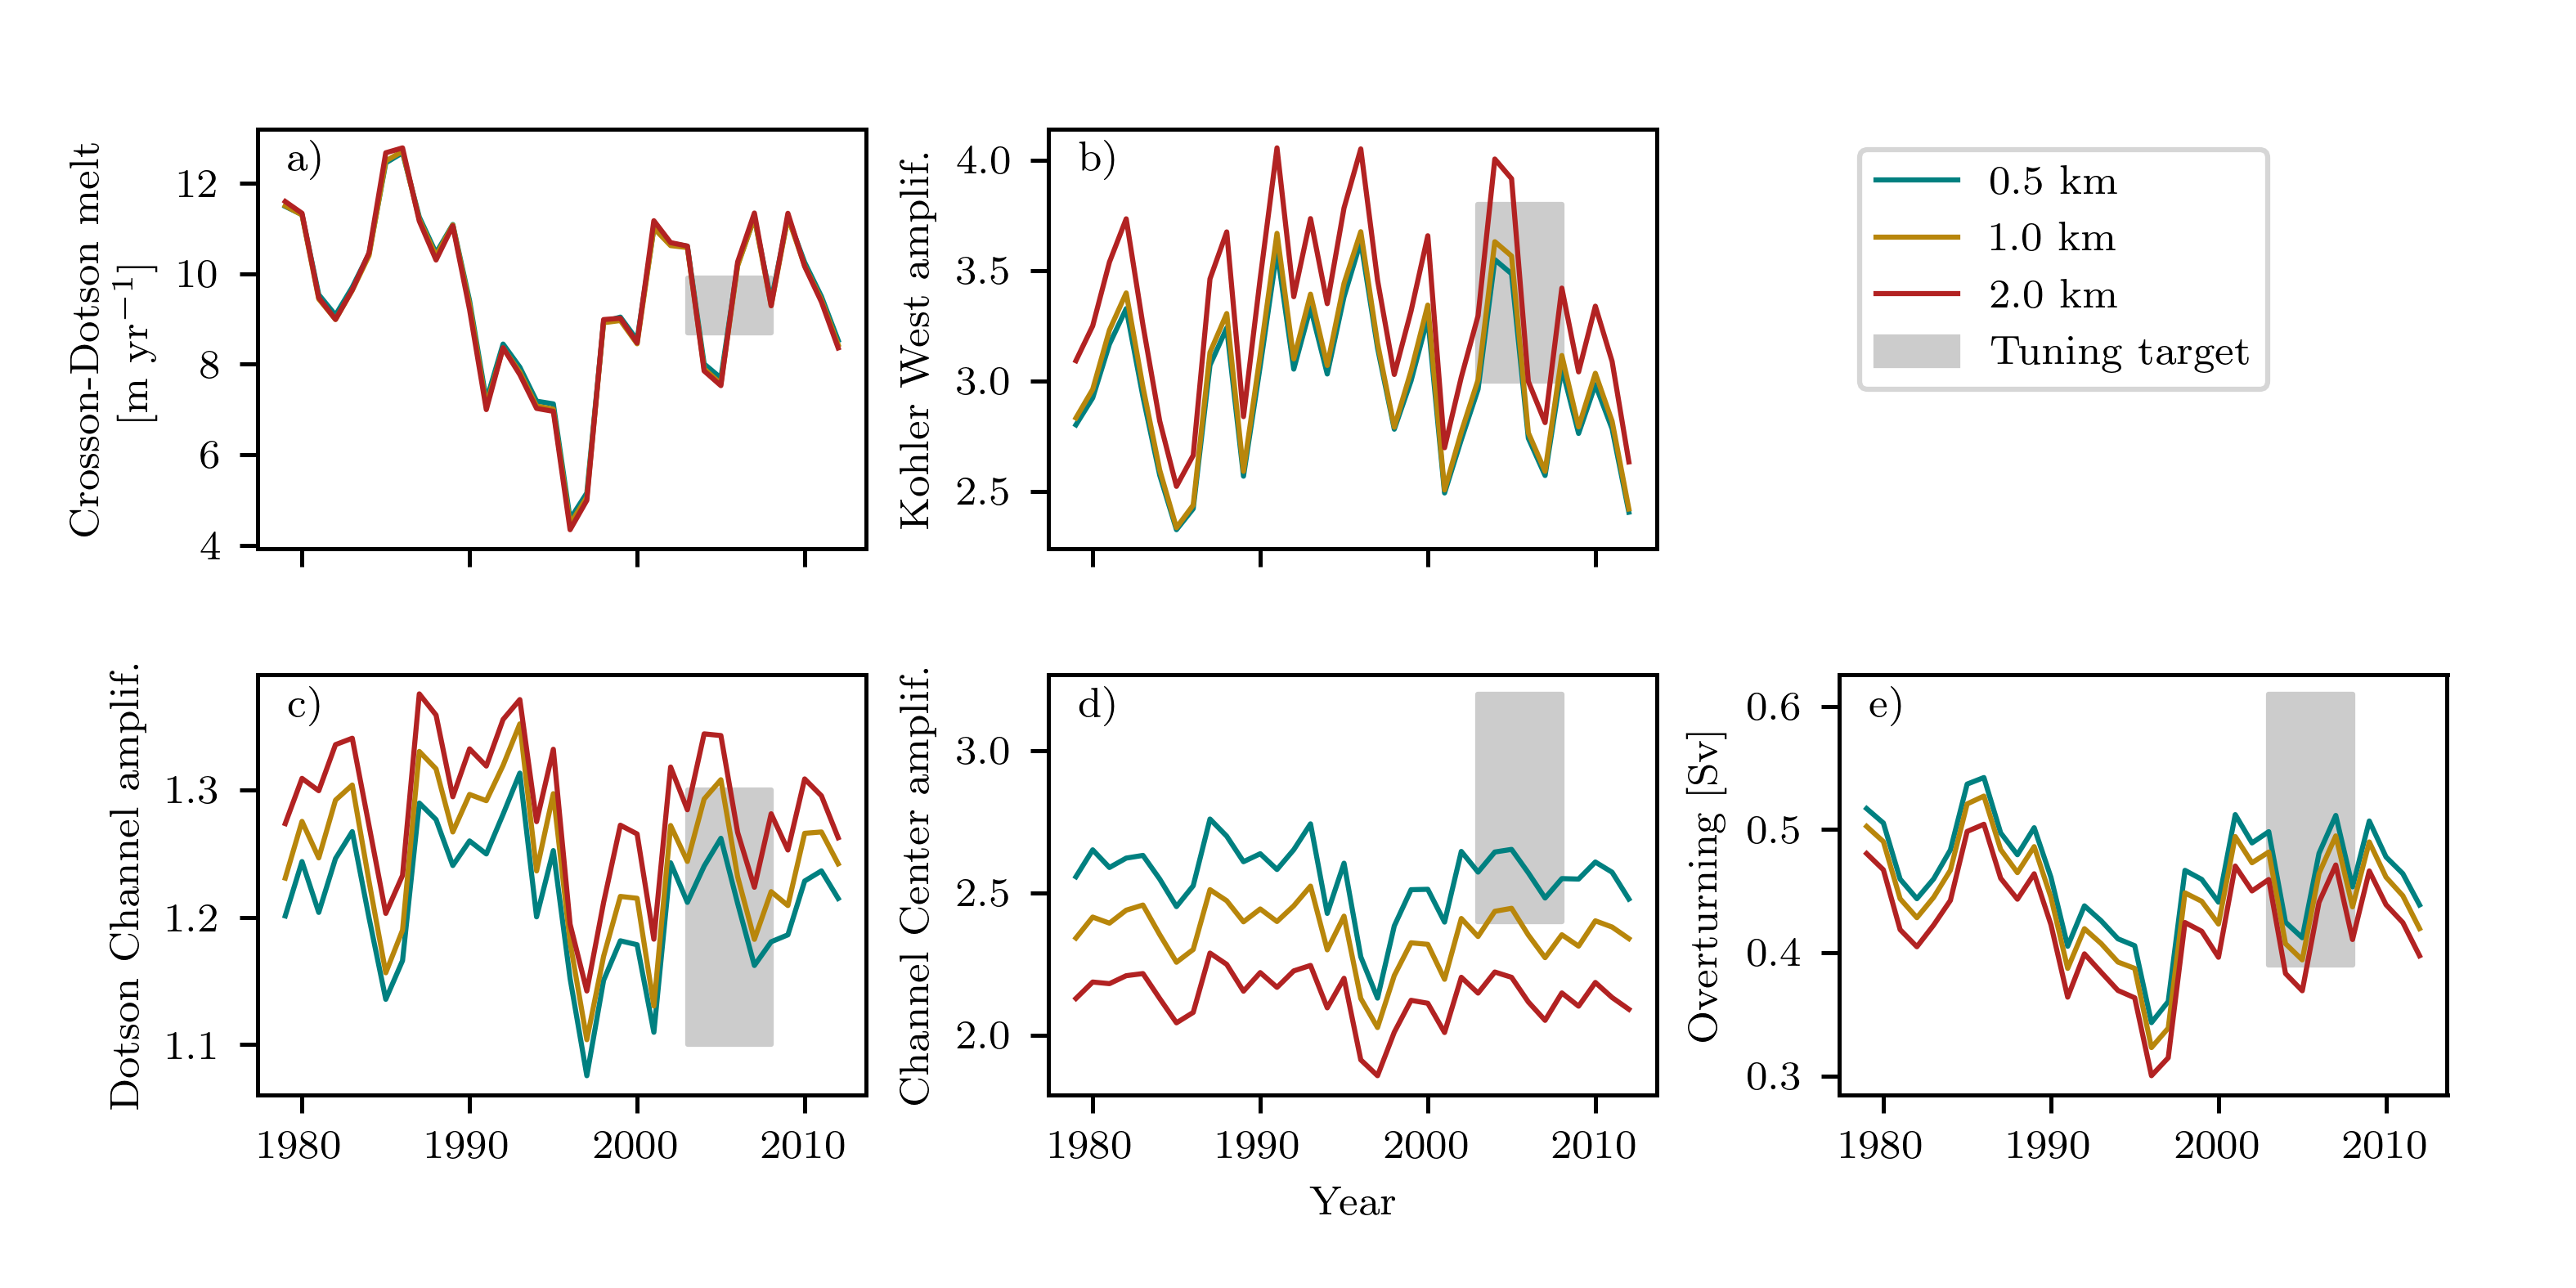 a)
Crosson-Dotson melt
[m yr⁻¹]
12
10
8
6
4
b)
Kohler West amplif.
4.0
3.5
3.0
2.5
0.5 km
1.0 km
2.0 km
Tuning target
c)
Dotson Channel amplif.
1.3
1.2
1.1
1980 1990 2000 2010
d)
Channel Center amplif.
3.0
2.5
2.0
1980 1990 2000 2010
e)
Overturning [Sv]
0.6
0.5
0.4
0.3
1980 1990 2000 2010
Year